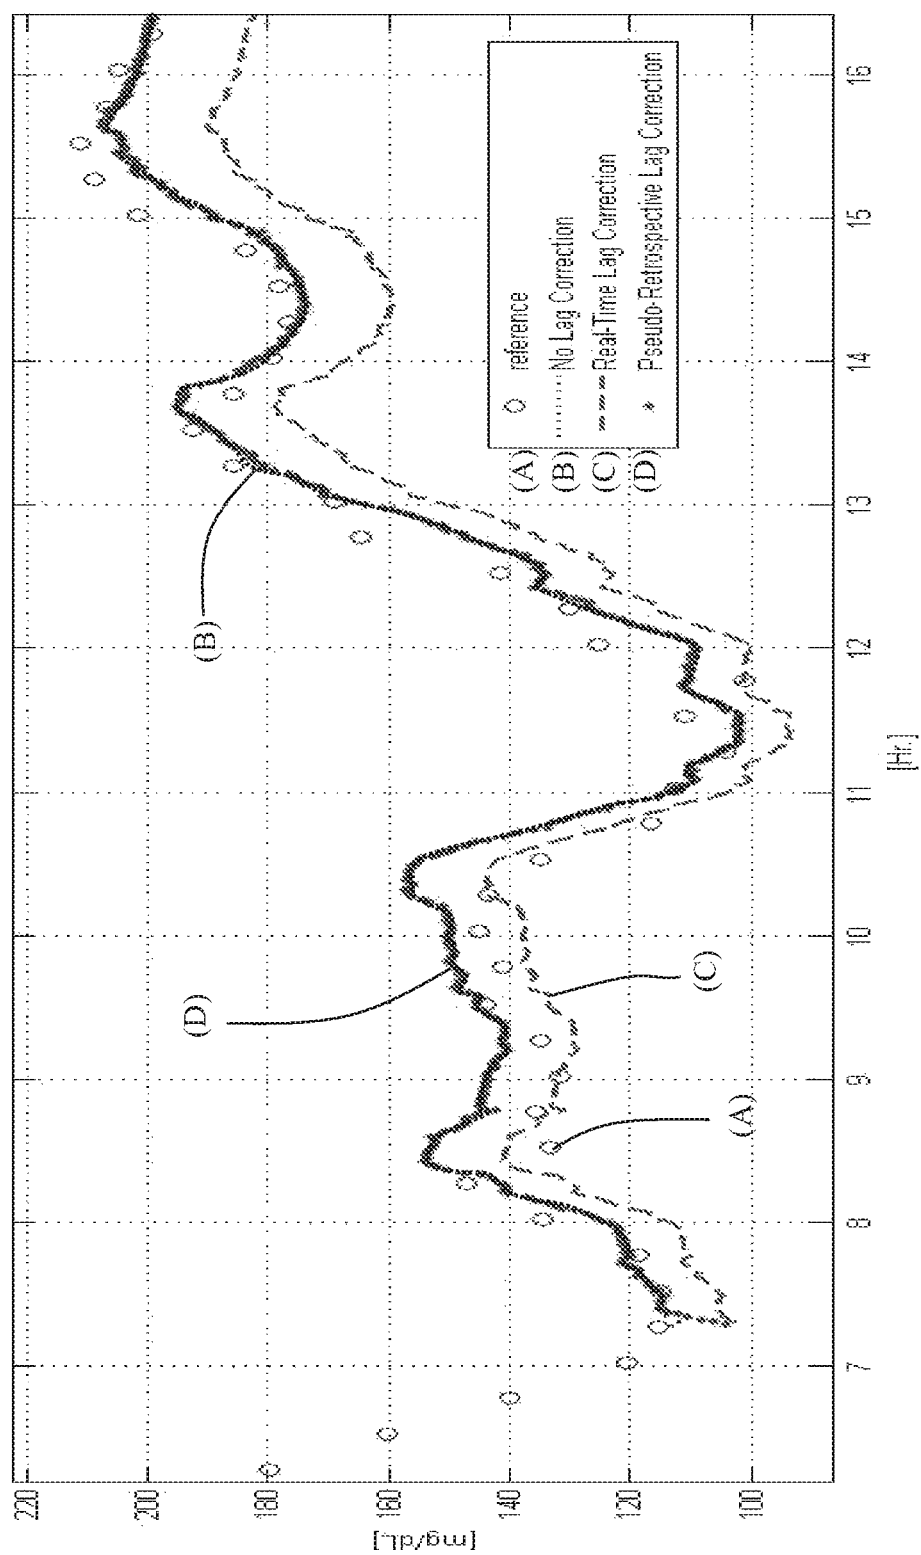 220
200
180
160
140
120
100
[mg/dL]
7
8
9
10
11
12
13
14
15
16
[Hr.]
(A) reference
(B) No Lag Correction
(C) Real-Time Lag Correction
(D) Pseudo-Retrospective Lag Correction
(B)
(D)
(C)
(A)